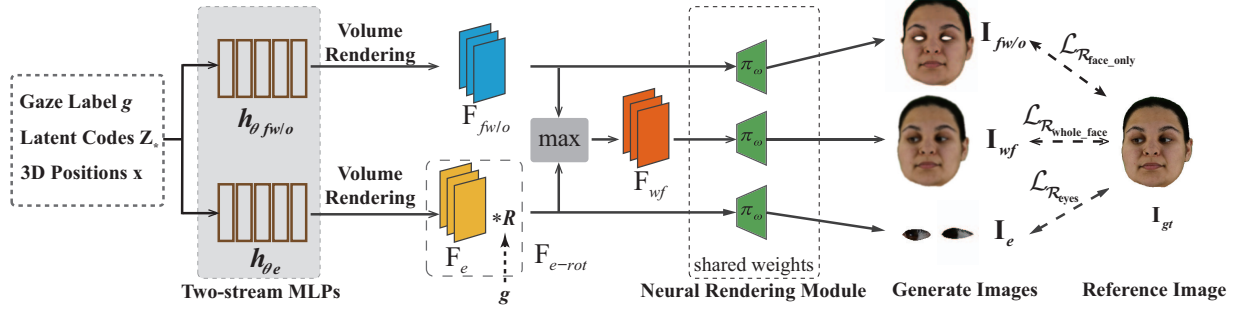 Gaze Label g
Latent Codes Z*
3D Positions x
h_θ fw/o
h_θe
Two-stream MLPs
Volume
Rendering
Volume
Rendering
F_fw/o
F_e
*R
g
F_e-rot
max
F_wf
π_ω
π_ω
π_ω
shared weights
Neural Rendering Module
I_fw/o
I_wf
I_e
Generate Images
L_R_face_only
L_R_whole_face
L_R_eyes
I_gt
Reference Image